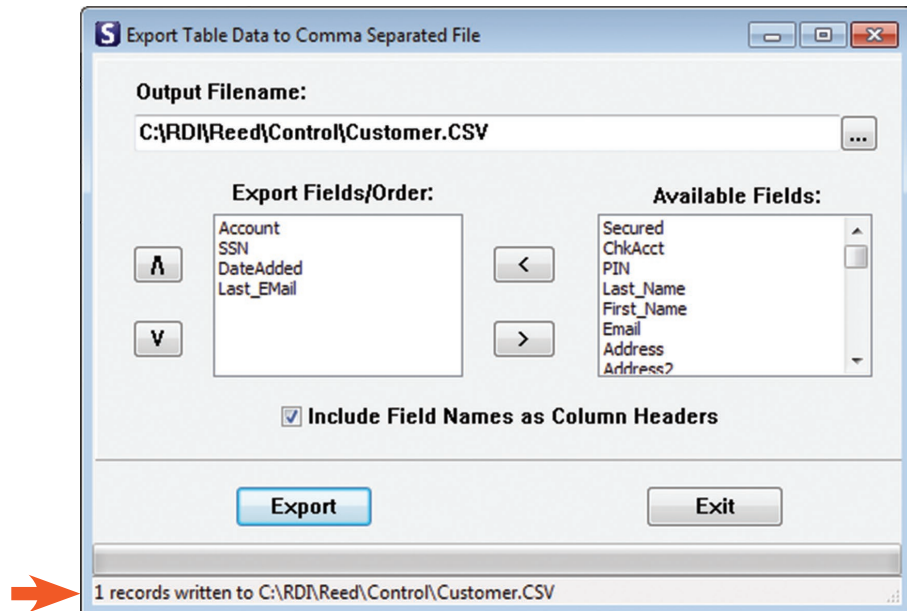 S Export Table Data to Comma Separated File
Output Filename:
C:\RDI\Reed\Control\Customer.CSV
...
Export Fields/Order:
Available Fields:
Account
SSN
DateAdded
Last_EMail
Λ
V
<
>
Secured
ChkAcct
PIN
Last_Name
First_Name
Email
Address
Address2
Include Field Names as Column Headers
Export
Exit
1 records written to C:\RDI\Reed\Control\Customer.CSV